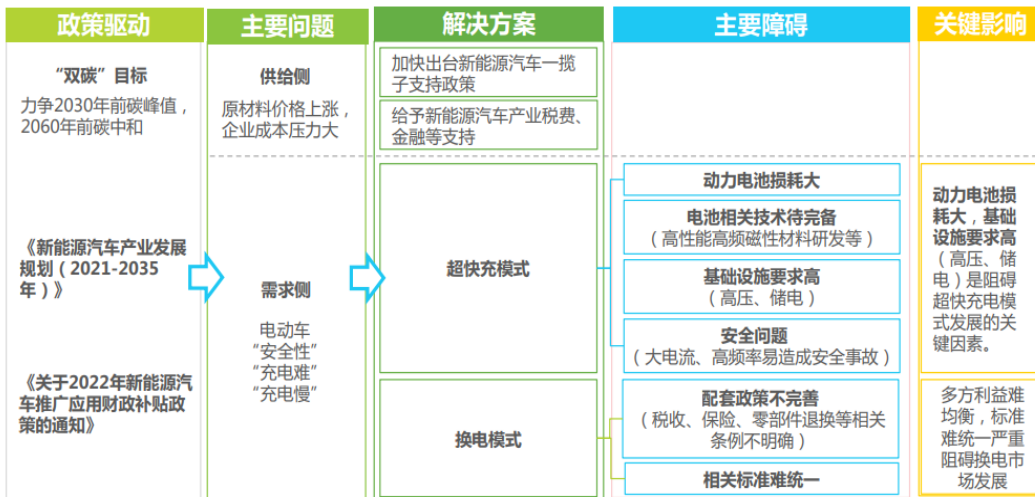 政策驱动
主要问题
解决方案
主要障碍
关键影响
“双碳”目标
力争2030年前碳峰值，
2060年前碳中和
《新能源汽车产业发展
规划（2021-2035
年）》
《关于2022年新能源汽
车推广应用财政补贴政
策的通知》
供给侧
原材料价格上涨，
企业成本压力大
需求侧
电动车
“安全性”
“充电难”
“充电慢”
加快出台新能源汽车一揽
子支持政策
给予新能源汽车产业税费、
金融等支持
超快充模式
换电模式
动力电池损耗大
电池相关技术待完备
（高性能高频磁性材料研发等）
基础设施要求高
（高压、储电）
安全问题
（大电流、高频率易造成安全事故）
配套政策不完善
（税收、保险、零部件退换等相关
条例不明确）
相关标准难统一
动力电池损
耗大，基础
设施要求高
（高压、储
电）是阻碍
超快充电模
式发展的关
键因素。
多方利益难
均衡，标准
难统一严重
阻碍换电市
场发展